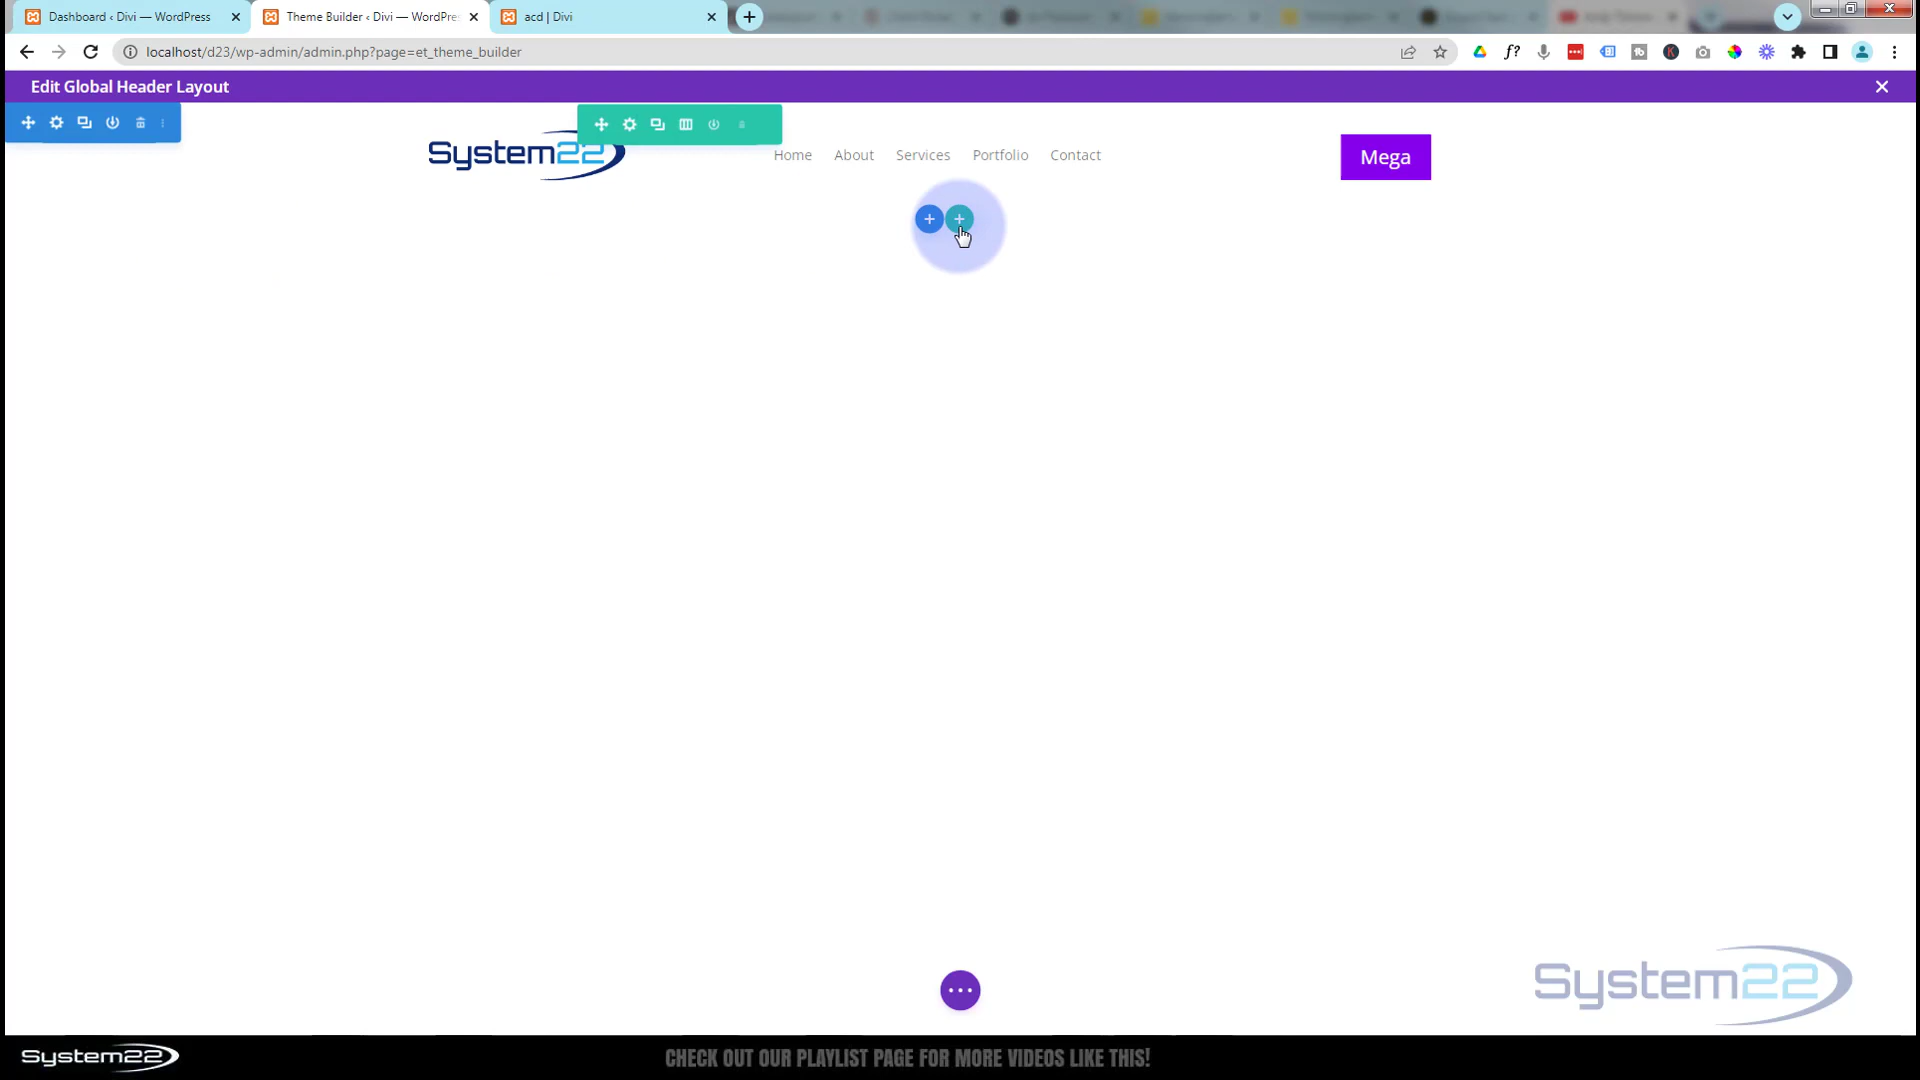 Dashboard ‹ Divi — WordPress
Theme Builder ‹ Divi — WordPre
acd | Divi
localhost/d23/wp-admin/admin.php?page=et_theme_builder
Edit Global Header Layout
System22
Home About Services Portfolio Contact
Mega
System22
System22
CHECK OUT OUR PLAYLIST PAGE FOR MORE VIDEOS LIKE THIS!